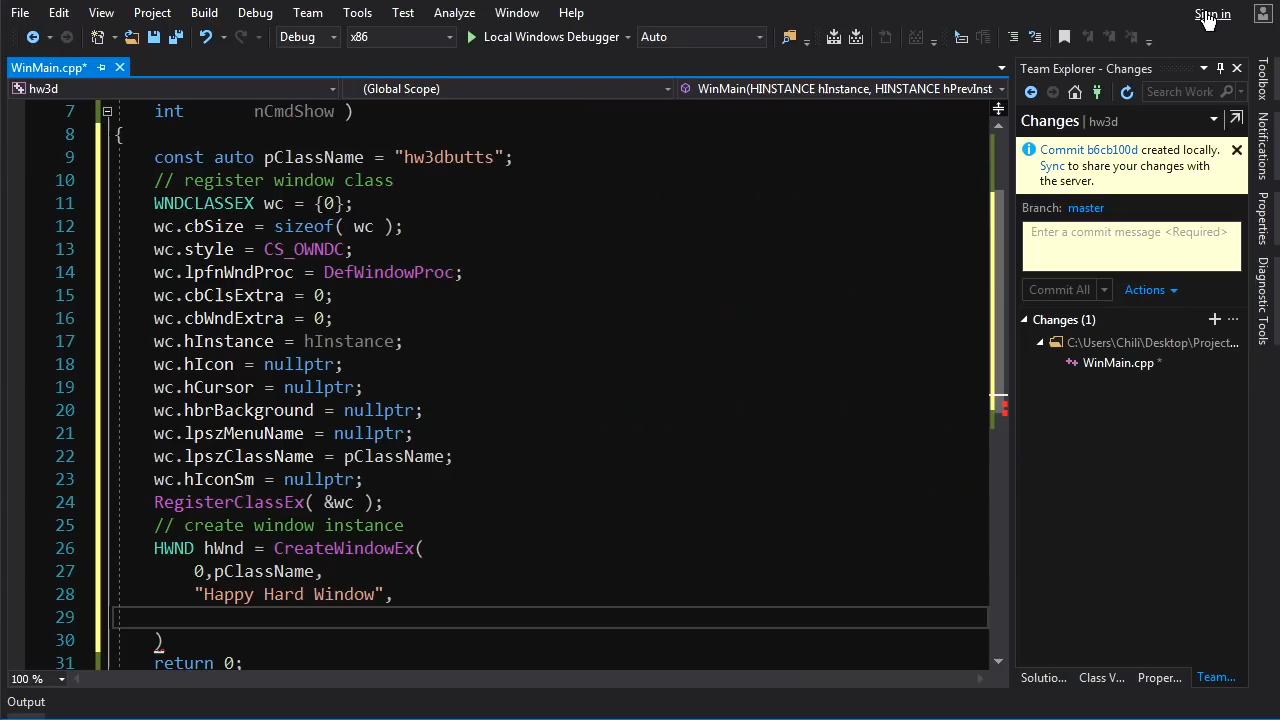 File Edit View Project Build Debug Team Tools Test Analyze Window Help
Sign in
Debug x86 Local Windows Debugger Auto
WinMain.cpp*
hw3d (Global Scope) WinMain(HINSTANCE hInstance, HINSTANCE hPrevInst
7 int nCmdShow )
8 {
9 const auto pClassName = "hw3dbutts";
10 // register window class
11 WNDCLASSEX wc = {0};
12 wc.cbSize = sizeof( wc );
13 wc.style = CS_OWNDC;
14 wc.lpfnWndProc = DefWindowProc;
15 wc.cbClsExtra = 0;
16 wc.cbWndExtra = 0;
17 wc.hInstance = hInstance;
18 wc.hIcon = nullptr;
19 wc.hCursor = nullptr;
20 wc.hbrBackground = nullptr;
21 wc.lpszMenuName = nullptr;
22 wc.lpszClassName = pClassName;
23 wc.hIconSm = nullptr;
24 RegisterClassEx( &wc );
25 // create window instance
26 HWND hWnd = CreateWindowEx(
27 0,pClassName,
28 "Happy Hard Window",
29
30 )
31 return 0;
100 %
Output
Team Explorer - Changes
Search Work
Changes | hw3d
Commit b6cb100d created locally.
Sync to share your changes with
the server.
Branch: master
Enter a commit message <Required>
Commit All Actions
Changes (1)
C:\Users\Chili\Desktop\Project...
WinMain.cpp *
Solutio... Class V... Proper... Team...
Toolbox
Notifications
Properties
Diagnostic Tools